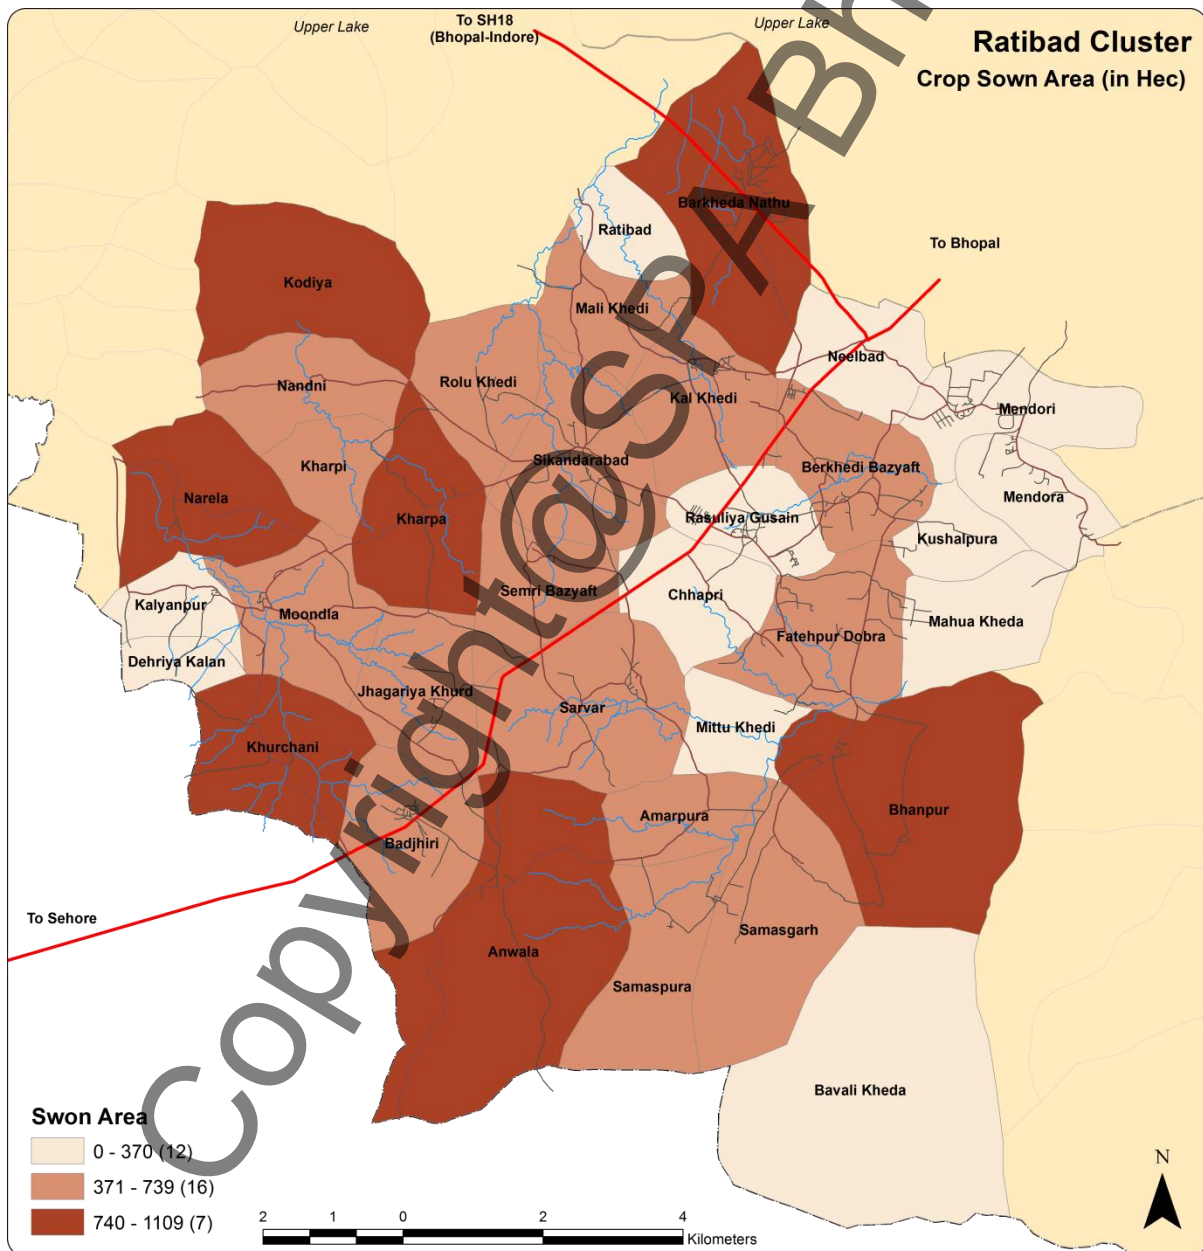 Upper Lake
To SH18
(Bhopal-Indore)
Upper Lake
Ratibad Cluster
Crop Sown Area (in Hec)
Barkheda Nathu
Ratibad
To Bhopal
Kodiya
Mali Khedi
Neelbad
Nandni
Rolu Khedi
Kal Khedi
Mendori
Kharpi
Sikandarabad
Berkhedi Bazyaft
Narela
Mendora
Kharpa
Rasuliya Gusain
Kushalpura
Semri Bazyaft
Chhapri
Kalyanpur
Moondla
Mahua Kheda
Fatehpur Dobra
Dehriya Kalan
Jhagariya Khurd
Sarvar
Mittu Khedi
Khurchani
Bhanpur
Amarpura
Badjhiri
To Sehore
Samasgarh
Anwala
Samaspura
Bavali Kheda
Swon Area
0 - 370 (12)
371 - 739 (16)
740 - 1109 (7)
2 1 0 2 4
Kilometers
N
Copyright@SPA Bh